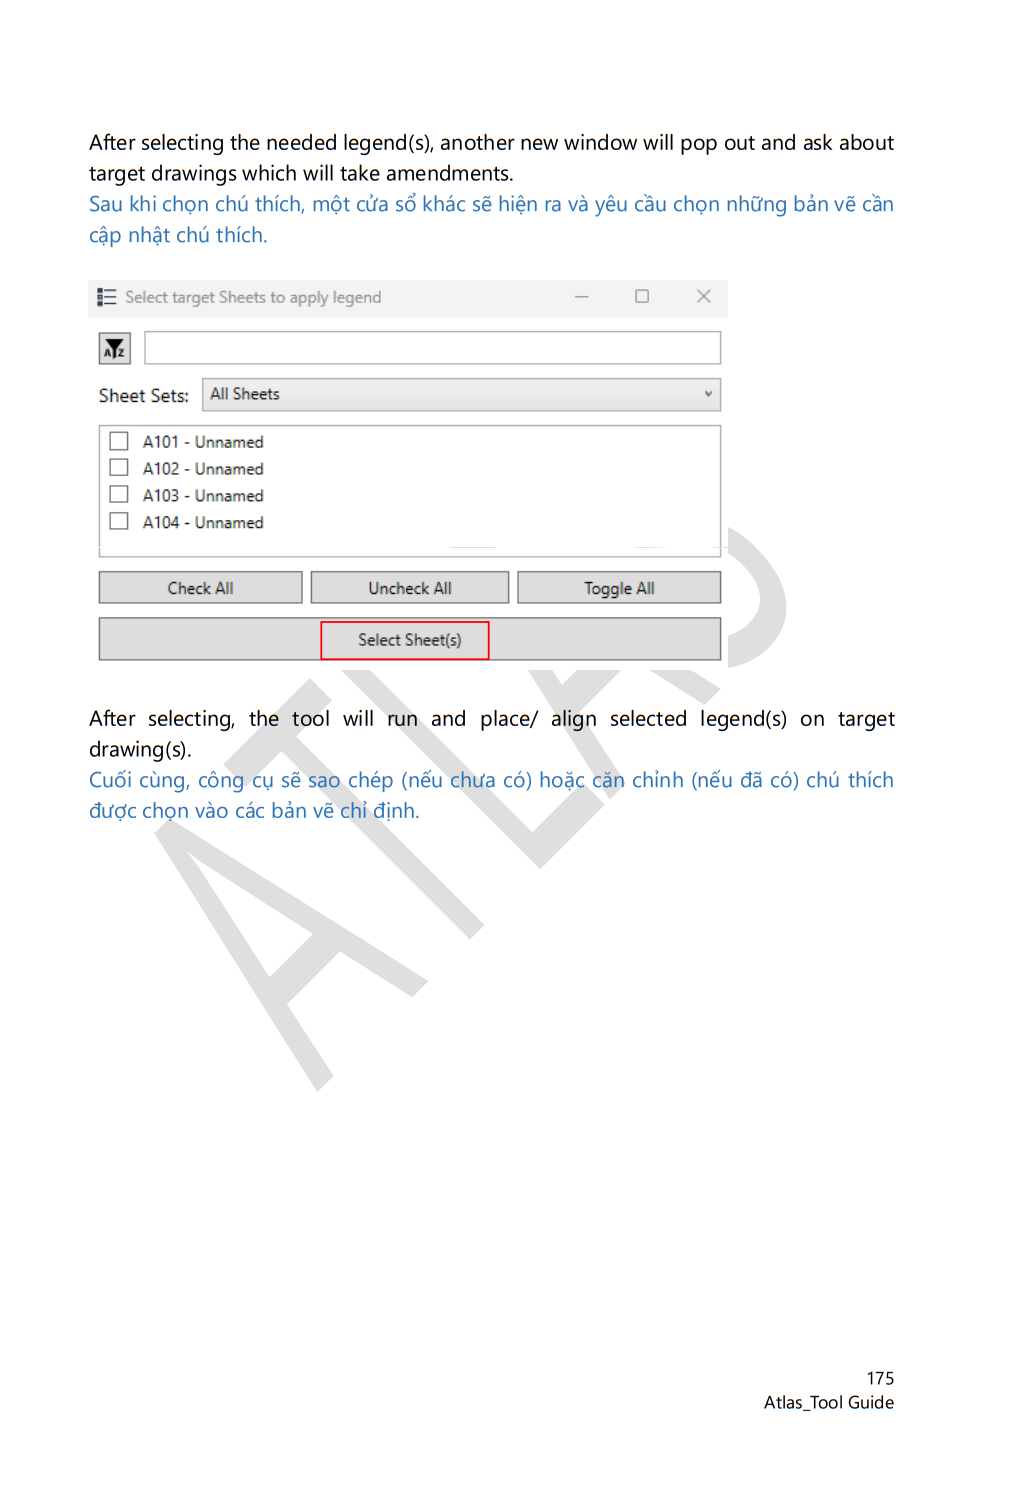 After selecting the needed legend(s), another new window will pop out and ask about
target drawings which will take amendments.
Sau khi chọn chú thích, một cửa sổ khác sẽ hiện ra và yêu cầu chọn những bản vẽ cần
cập nhật chú thích.
Select target Sheets to apply legend
AZ
Sheet Sets: All Sheets
A101 - Unnamed
A102 - Unnamed
A103 - Unnamed
A104 - Unnamed
Check All Uncheck All Toggle All
Select Sheet(s)
After selecting, the tool will run and place/ align selected legend(s) on target
drawing(s).
Cuối cùng, công cụ sẽ sao chép (nếu chưa có) hoặc căn chỉnh (nếu đã có) chú thích
được chọn vào các bản vẽ chỉ định.
ATLAS
175
Atlas_Tool Guide